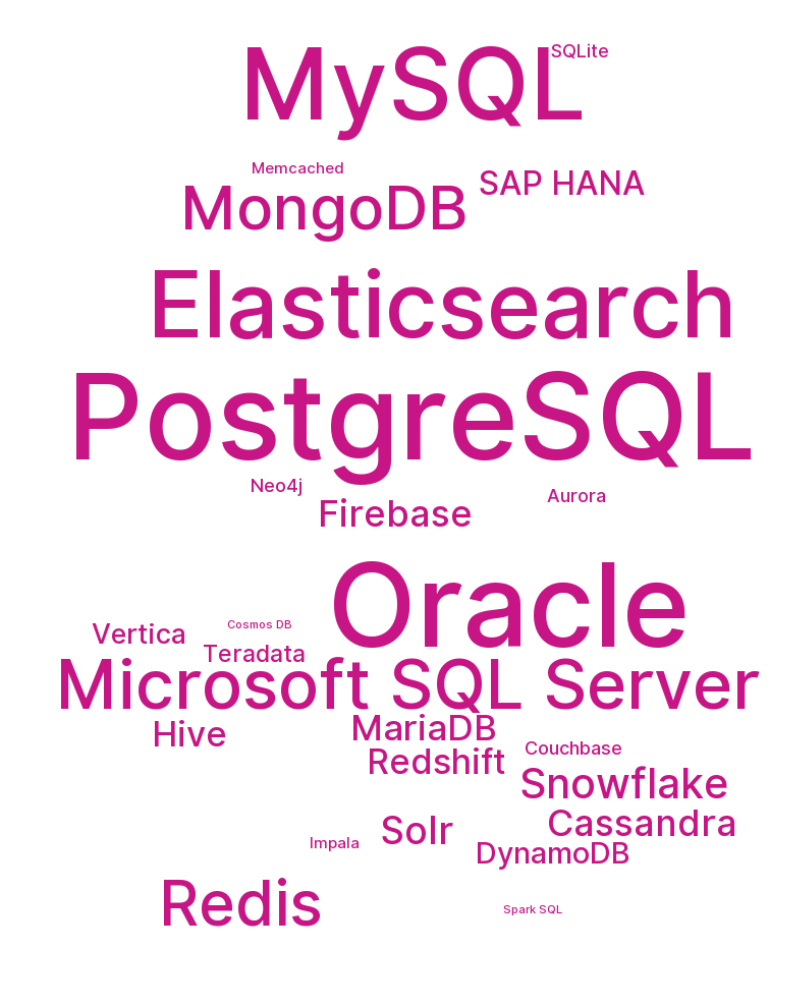 MySQL
SQLite
Memcached
SAP HANA
MongoDB
Elasticsearch
PostgreSQL
Neo4j
Aurora
Firebase
Oracle
Cosmos DB
Vertica
Teradata
Microsoft SQL Server
MariaDB
Hive
Couchbase
Redshift
Snowflake
Cassandra
Solr
Impala
DynamoDB
Redis
Spark SQL